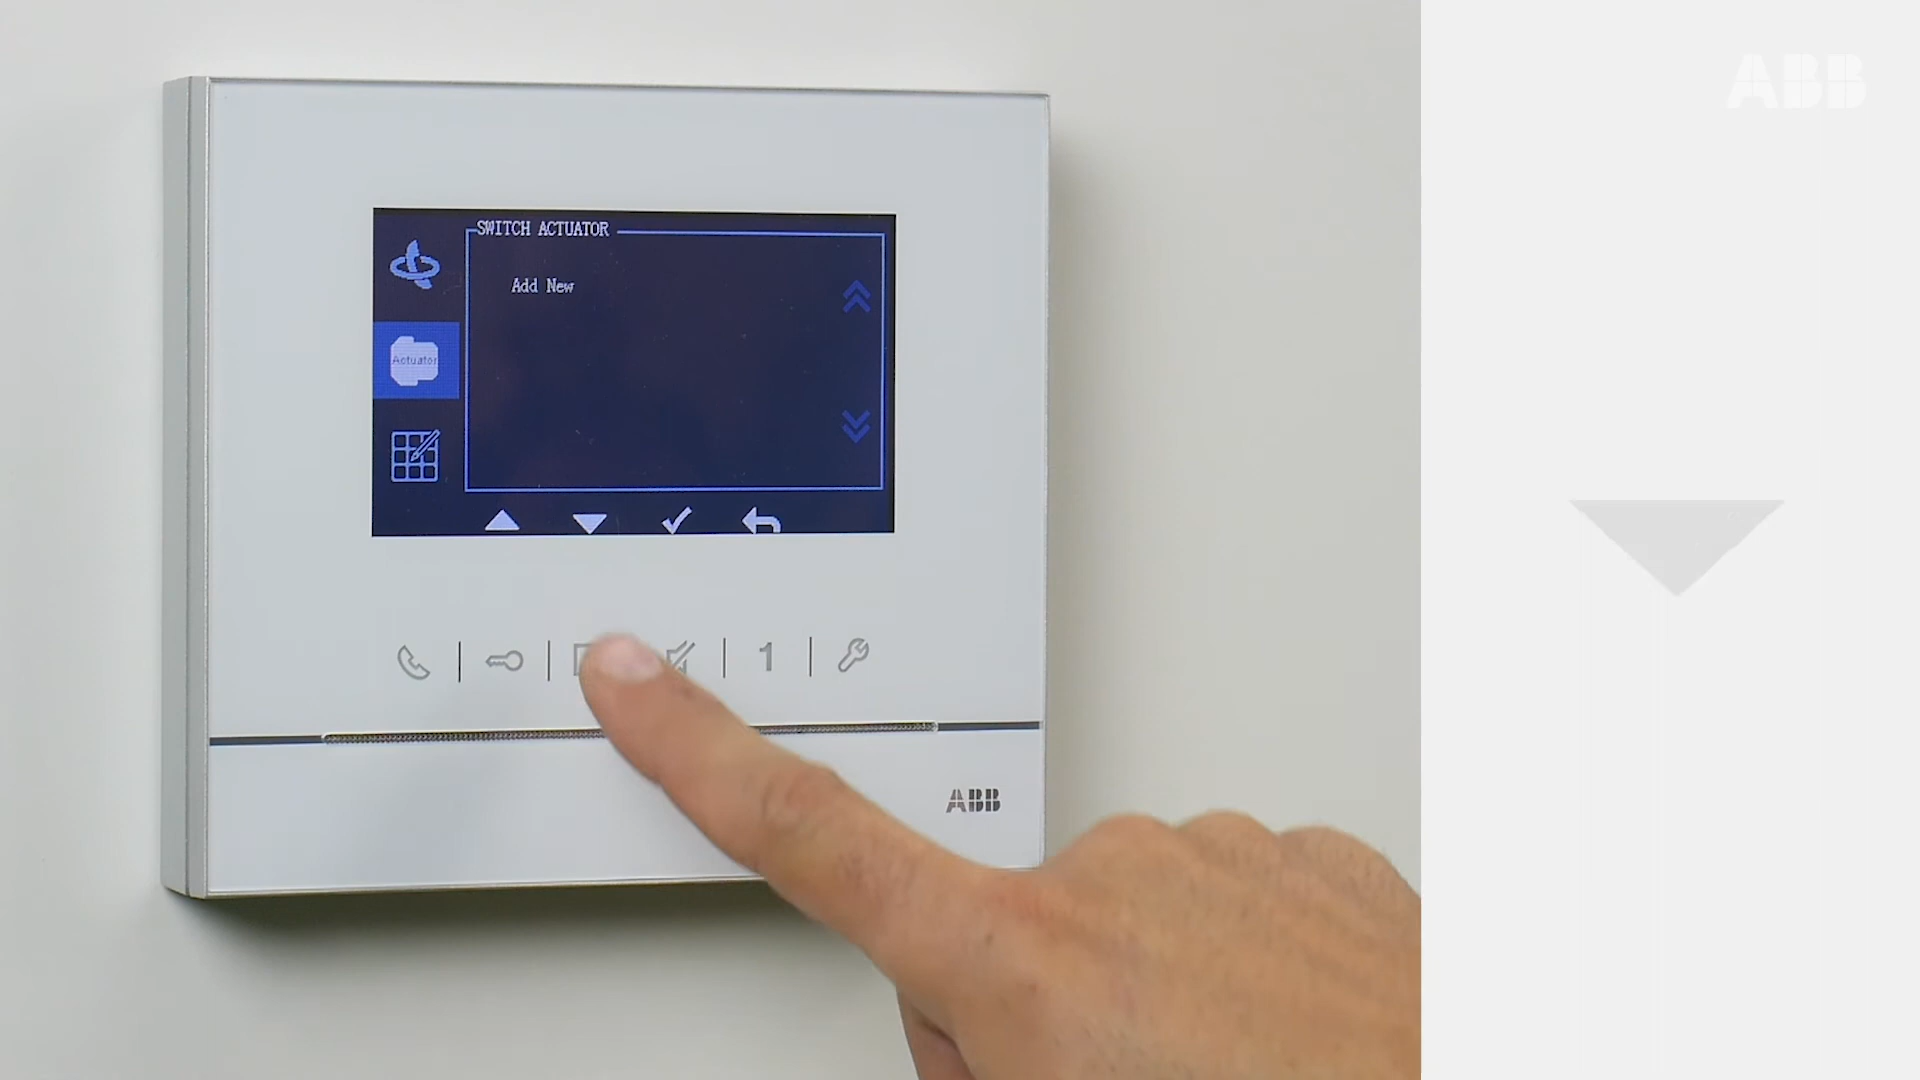 ABB
SWITCH ACTUATOR
Add New
Actuator
1
ABB